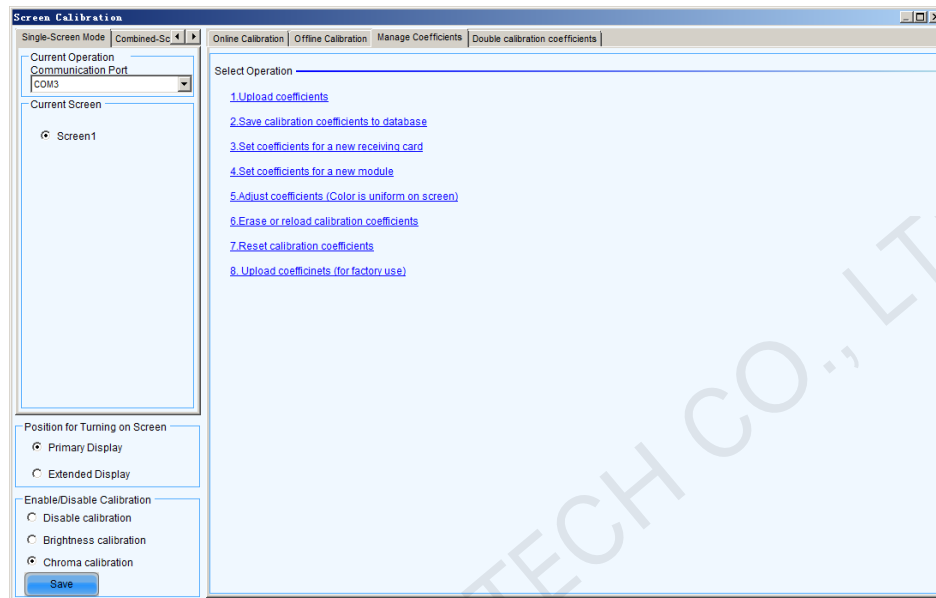 Screen Calibration
Single-Screen Mode
Combined-Sc
Current Operation
Communication Port
COM3
Current Screen
Screen1
Position for Turning on Screen
Primary Display
Extended Display
Enable/Disable Calibration
Disable calibration
Brightness calibration
Chroma calibration
Save
Online Calibration
Offline Calibration
Manage Coefficients
Double calibration coefficients
Select Operation
1.Upload coefficients
2.Save calibration coefficients to database
3.Set coefficients for a new receiving card
4.Set coefficients for a new module
5.Adjust coefficients (Color is uniform on screen)
6.Erase or reload calibration coefficients
7.Reset calibration coefficients
8. Upload coefficinets (for factory use)
TECH CO., LT